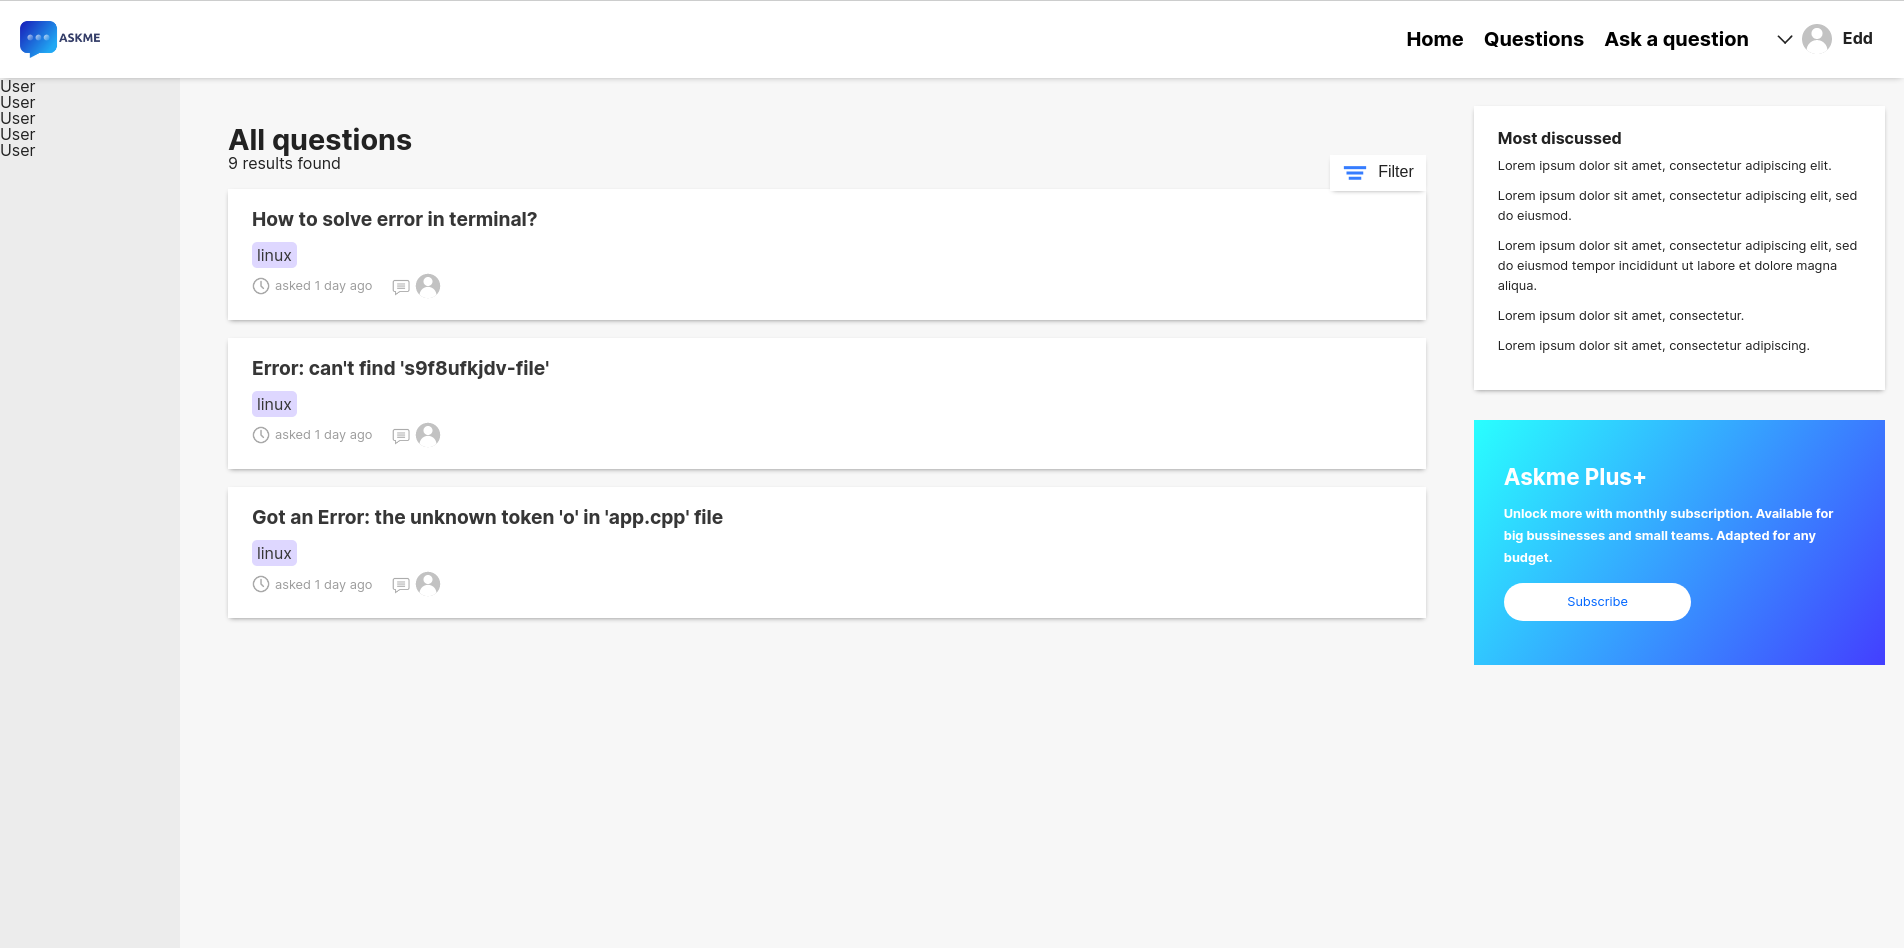 ASKME
Home Questions Ask a question Edd
User
User
User
User
User
All questions
9 results found
Filter
How to solve error in terminal?
linux
asked 1 day ago
Error: can't find 's9f8ufkjdv-file'
linux
asked 1 day ago
Got an Error: the unknown token 'o' in 'app.cpp' file
linux
asked 1 day ago
Most discussed
Lorem ipsum dolor sit amet, consectetur adipiscing elit.
Lorem ipsum dolor sit amet, consectetur adipiscing elit, sed
do eiusmod.
Lorem ipsum dolor sit amet, consectetur adipiscing elit, sed
do eiusmod tempor incididunt ut labore et dolore magna
aliqua.
Lorem ipsum dolor sit amet, consectetur.
Lorem ipsum dolor sit amet, consectetur adipiscing.
Askme Plus+
Unlock more with monthly subscription. Available for
big bussinesses and small teams. Adapted for any
budget.
Subscribe